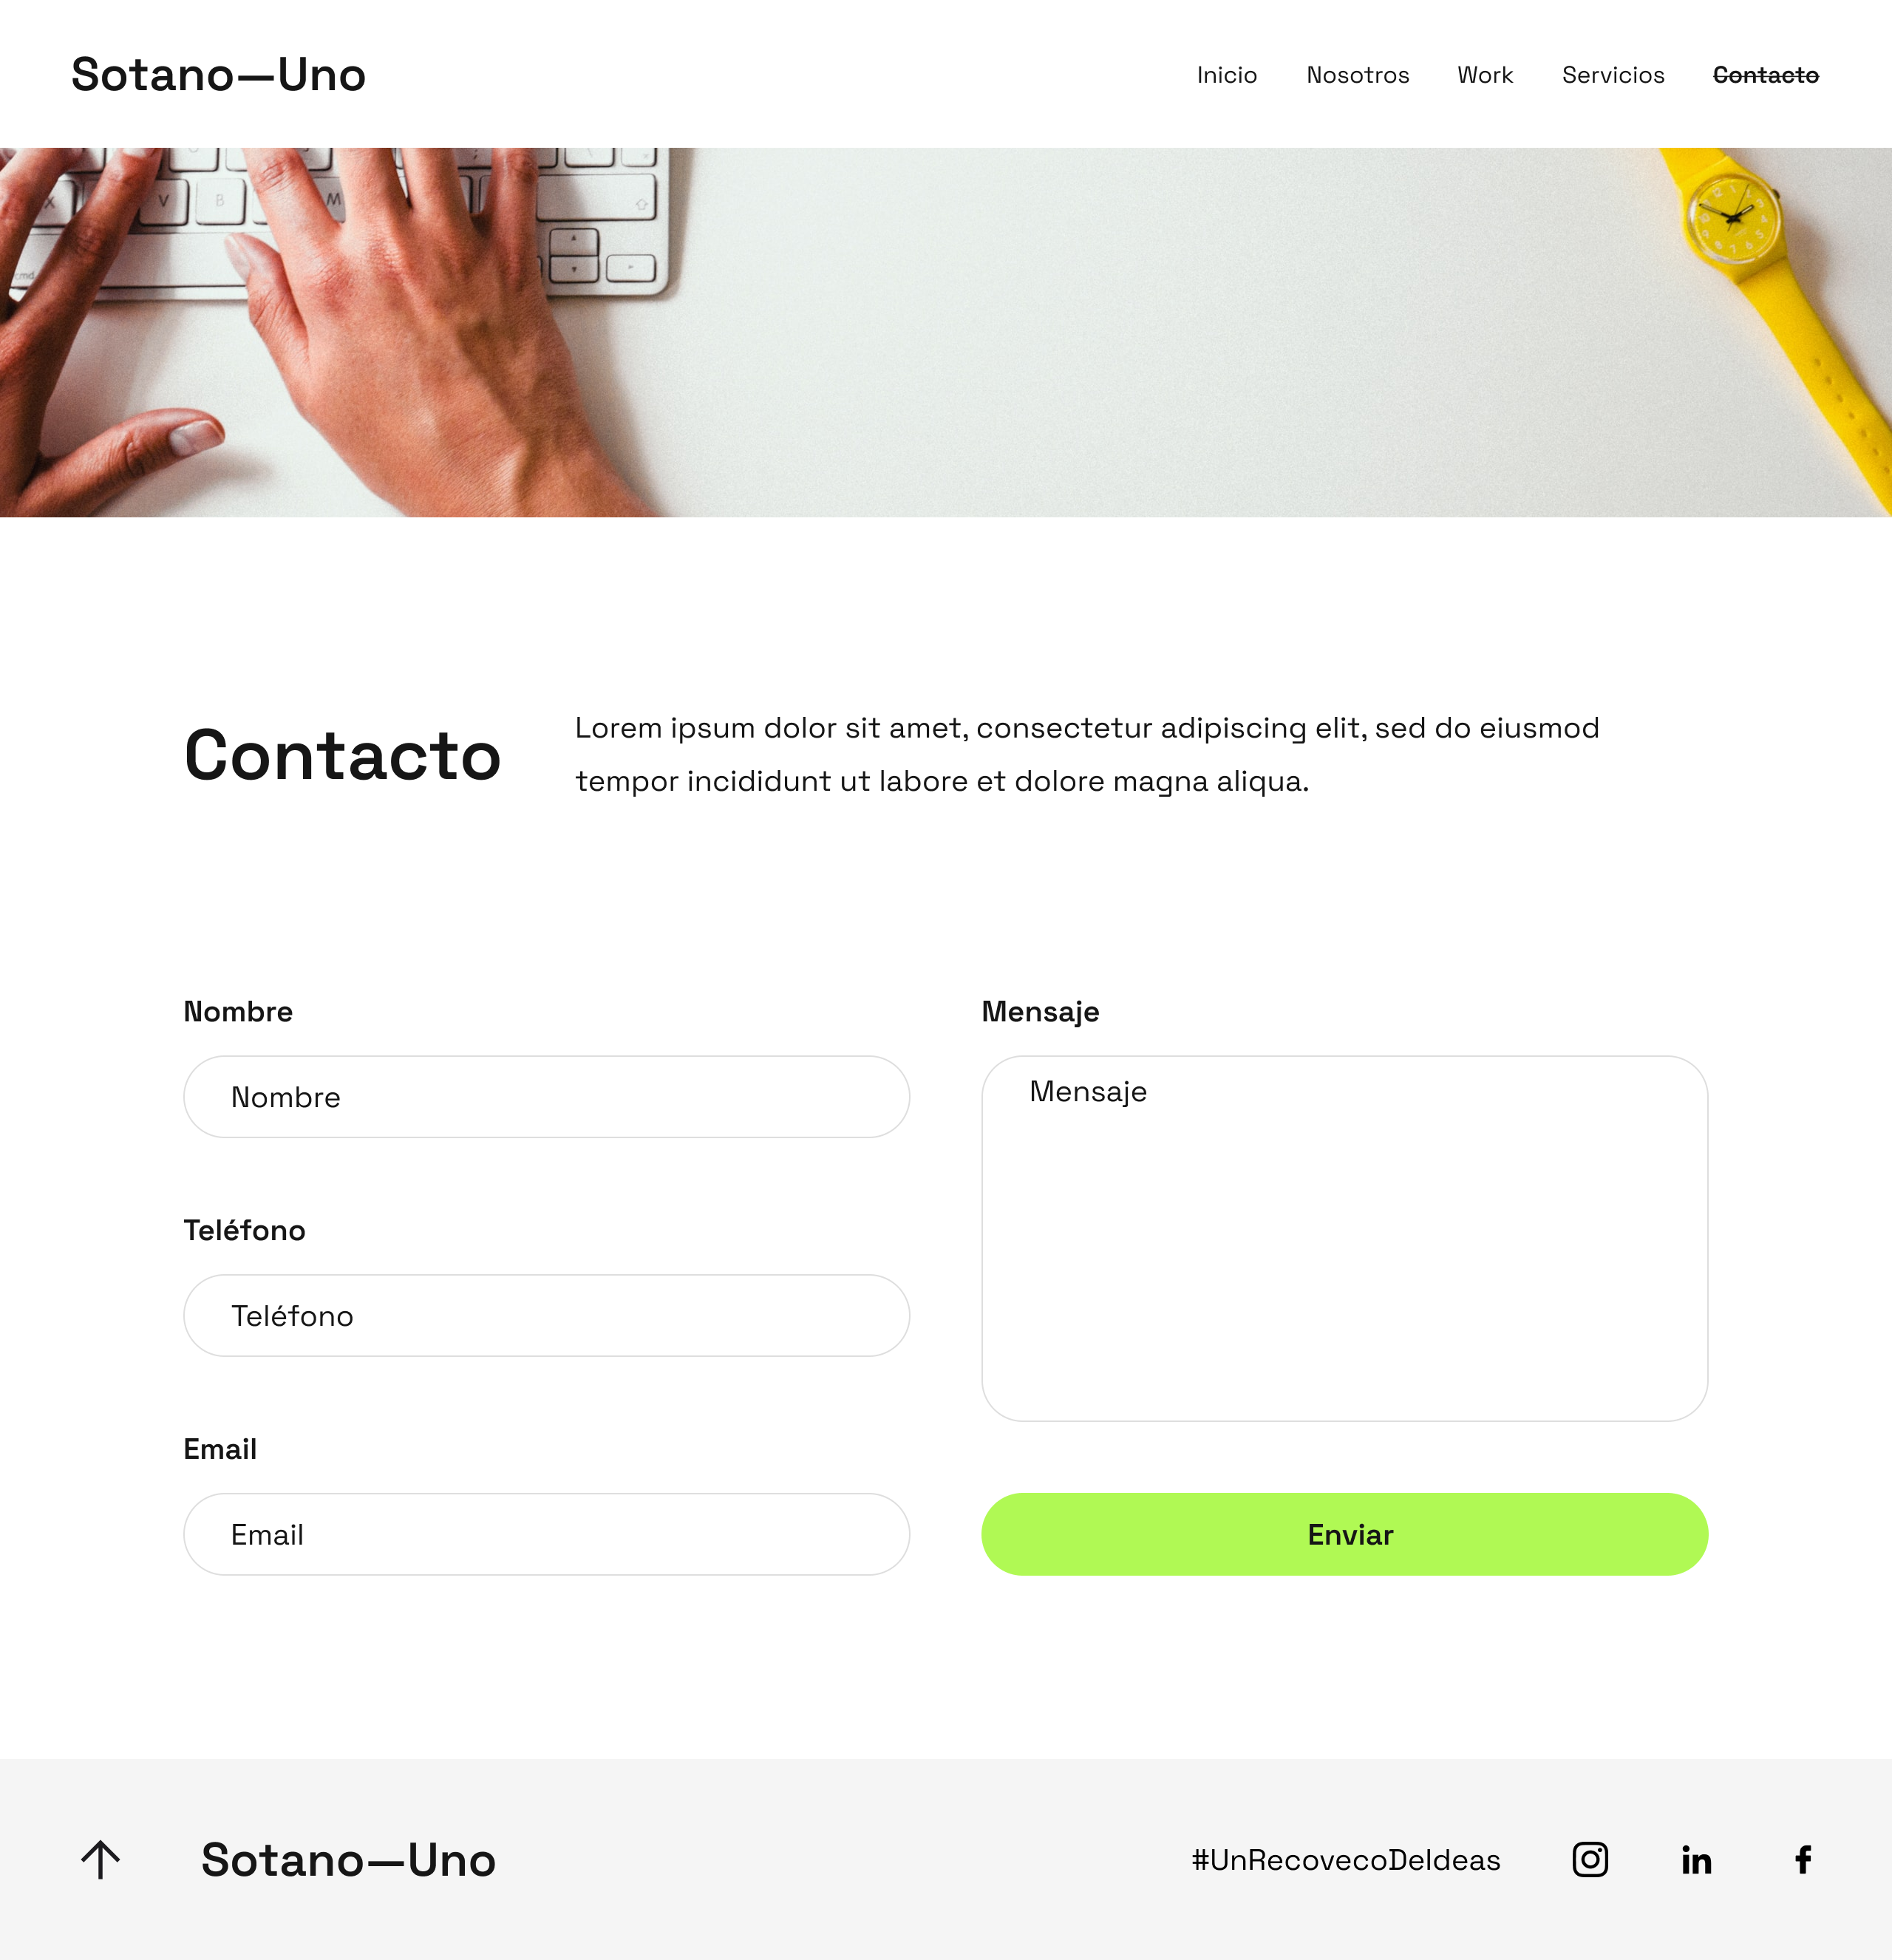 Sotano—Uno
Inicio Nosotros Work Servicios Contacto
X V B M
cmd
Contacto
Lorem ipsum dolor sit amet, consectetur adipiscing elit, sed do eiusmod
tempor incididunt ut labore et dolore magna aliqua.
Nombre
Nombre
Teléfono
Teléfono
Email
Email
Mensaje
Mensaje
Enviar
Sotano—Uno
#UnRecovecoDeIdeas